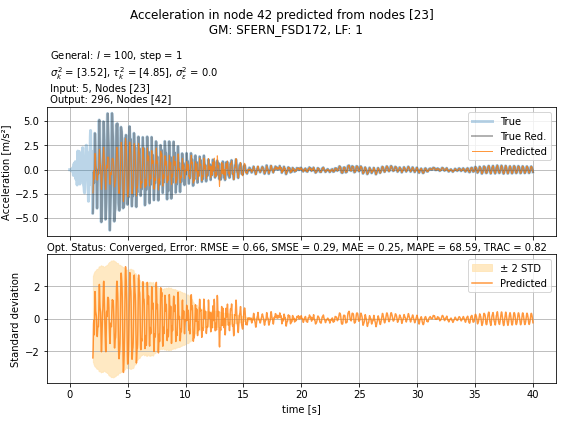 Acceleration in node 42 predicted from nodes [23]
GM: SFERN_FSD172, LF: 1
General: l = 100, step = 1
σ²ₖ = [3.52], τ²ₖ = [4.85], σ²ₑ = 0.0
Input: 5, Nodes [23]
Output: 296, Nodes [42]
Acceleration [m/s²]
5.0
2.5
0.0
−2.5
−5.0
True
True Red.
Predicted
Opt. Status: Converged, Error: RMSE = 0.66, SMSE = 0.29, MAE = 0.25, MAPE = 68.59, TRAC = 0.82
Standard deviation
2
0
−2
± 2 STD
Predicted
0 5 10 15 20 25 30 35 40
time [s]